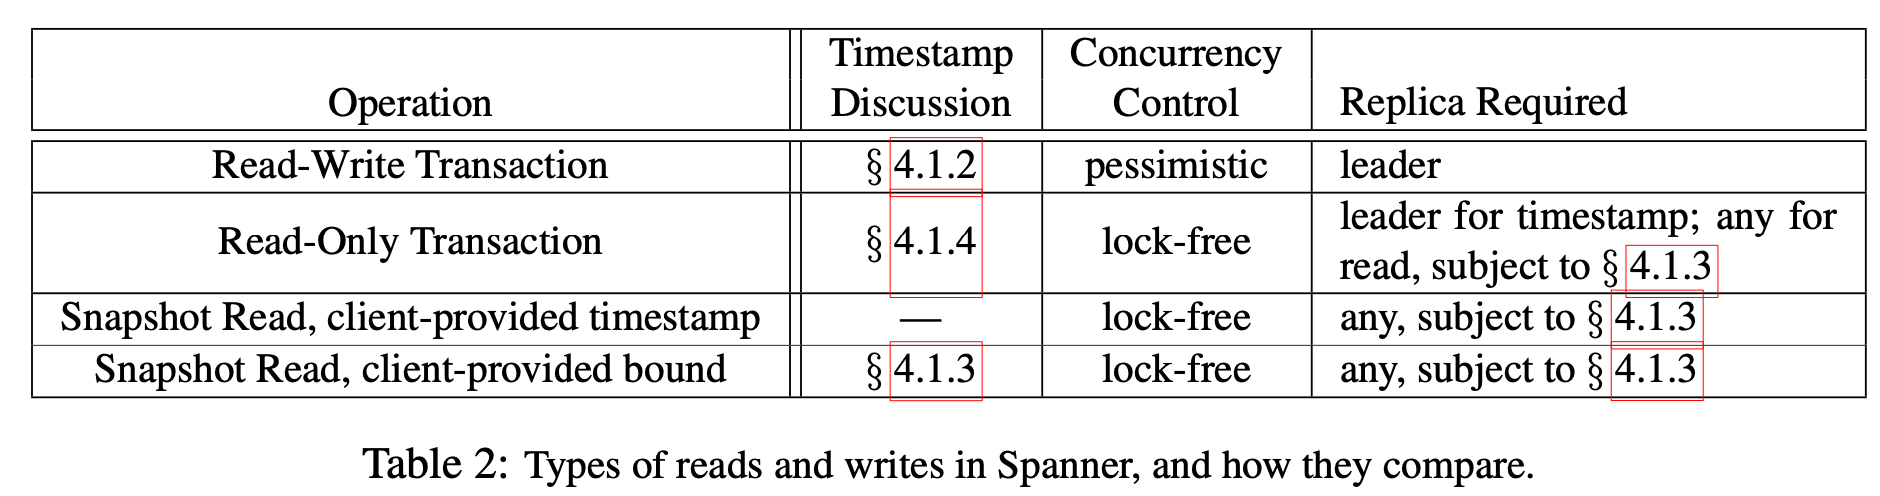 Operation Timestamp Discussion Concurrency Control Replica Required
Read-Write Transaction § 4.1.2 pessimistic leader
Read-Only Transaction § 4.1.4 lock-free leader for timestamp; any for
read, subject to § 4.1.3
Snapshot Read, client-provided timestamp — lock-free any, subject to § 4.1.3
Snapshot Read, client-provided bound § 4.1.3 lock-free any, subject to § 4.1.3
Table 2: Types of reads and writes in Spanner, and how they compare.